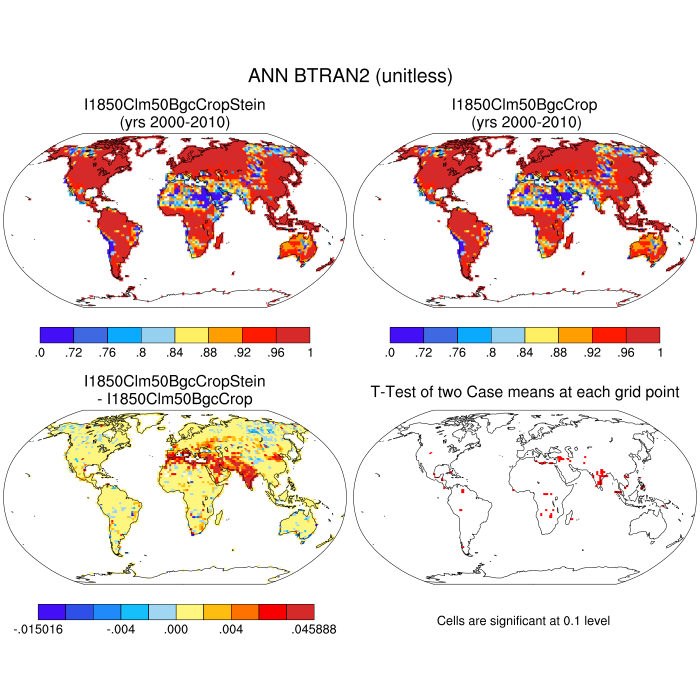 ANN BTRAN2 (unitless)
I1850Clm50BgcCropStein
(yrs 2000-2010)
I1850Clm50BgcCrop
(yrs 2000-2010)
.0 .72 .76 .8 .84 .88 .92 .96 1
.0 .72 .76 .8 .84 .88 .92 .96 1
I1850Clm50BgcCropStein
- I1850Clm50BgcCrop
T-Test of two Case means at each grid point
-.015016 -.004 .000 .004 .045888
Cells are significant at 0.1 level